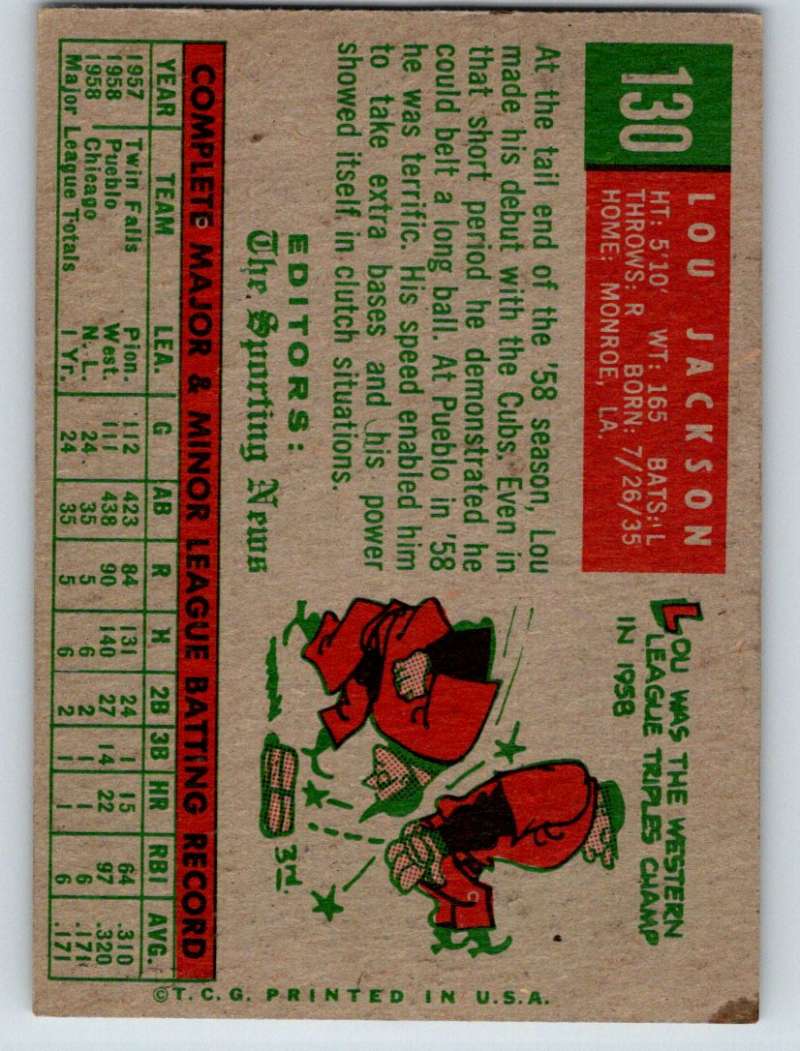 130
LOU JACKSON
HT: 5'10' WT: 165 BATS: L
THROWS: R BORN: 7/26/35
HOME: MONROE, LA.
At the tail end of the '58 season, Lou
made his debut with the Cubs. Even in
that short period he demonstrated he
could belt a long ball. At Pueblo in '58
he was terrific. His speed enabled him
to take extra bases and his power
showed itself in clutch situations.
EDITORS:
The Sporting News
LOU WAS THE WESTERN
LEAGUE TRIPLES CHAMP
IN 1958
3rd.
COMPLETE MAJOR & MINOR LEAGUE BATTING RECORD
YEAR TEAM LEA. G AB R H 2B 3B HR RBI AVG.
1957 Twin Falls Pion. 112 423 84 131 24 1 15 64 .310
1958 Pueblo West. 111 438 90 140 27 14 22 97 .320
1958 Chicago N.L. 24 35 5 6 2 1 1 6 .171
Major League Totals 1 Yr. 24 35 5 6 2 1 1 6 .171
©T.C.G. PRINTED IN U.S.A.